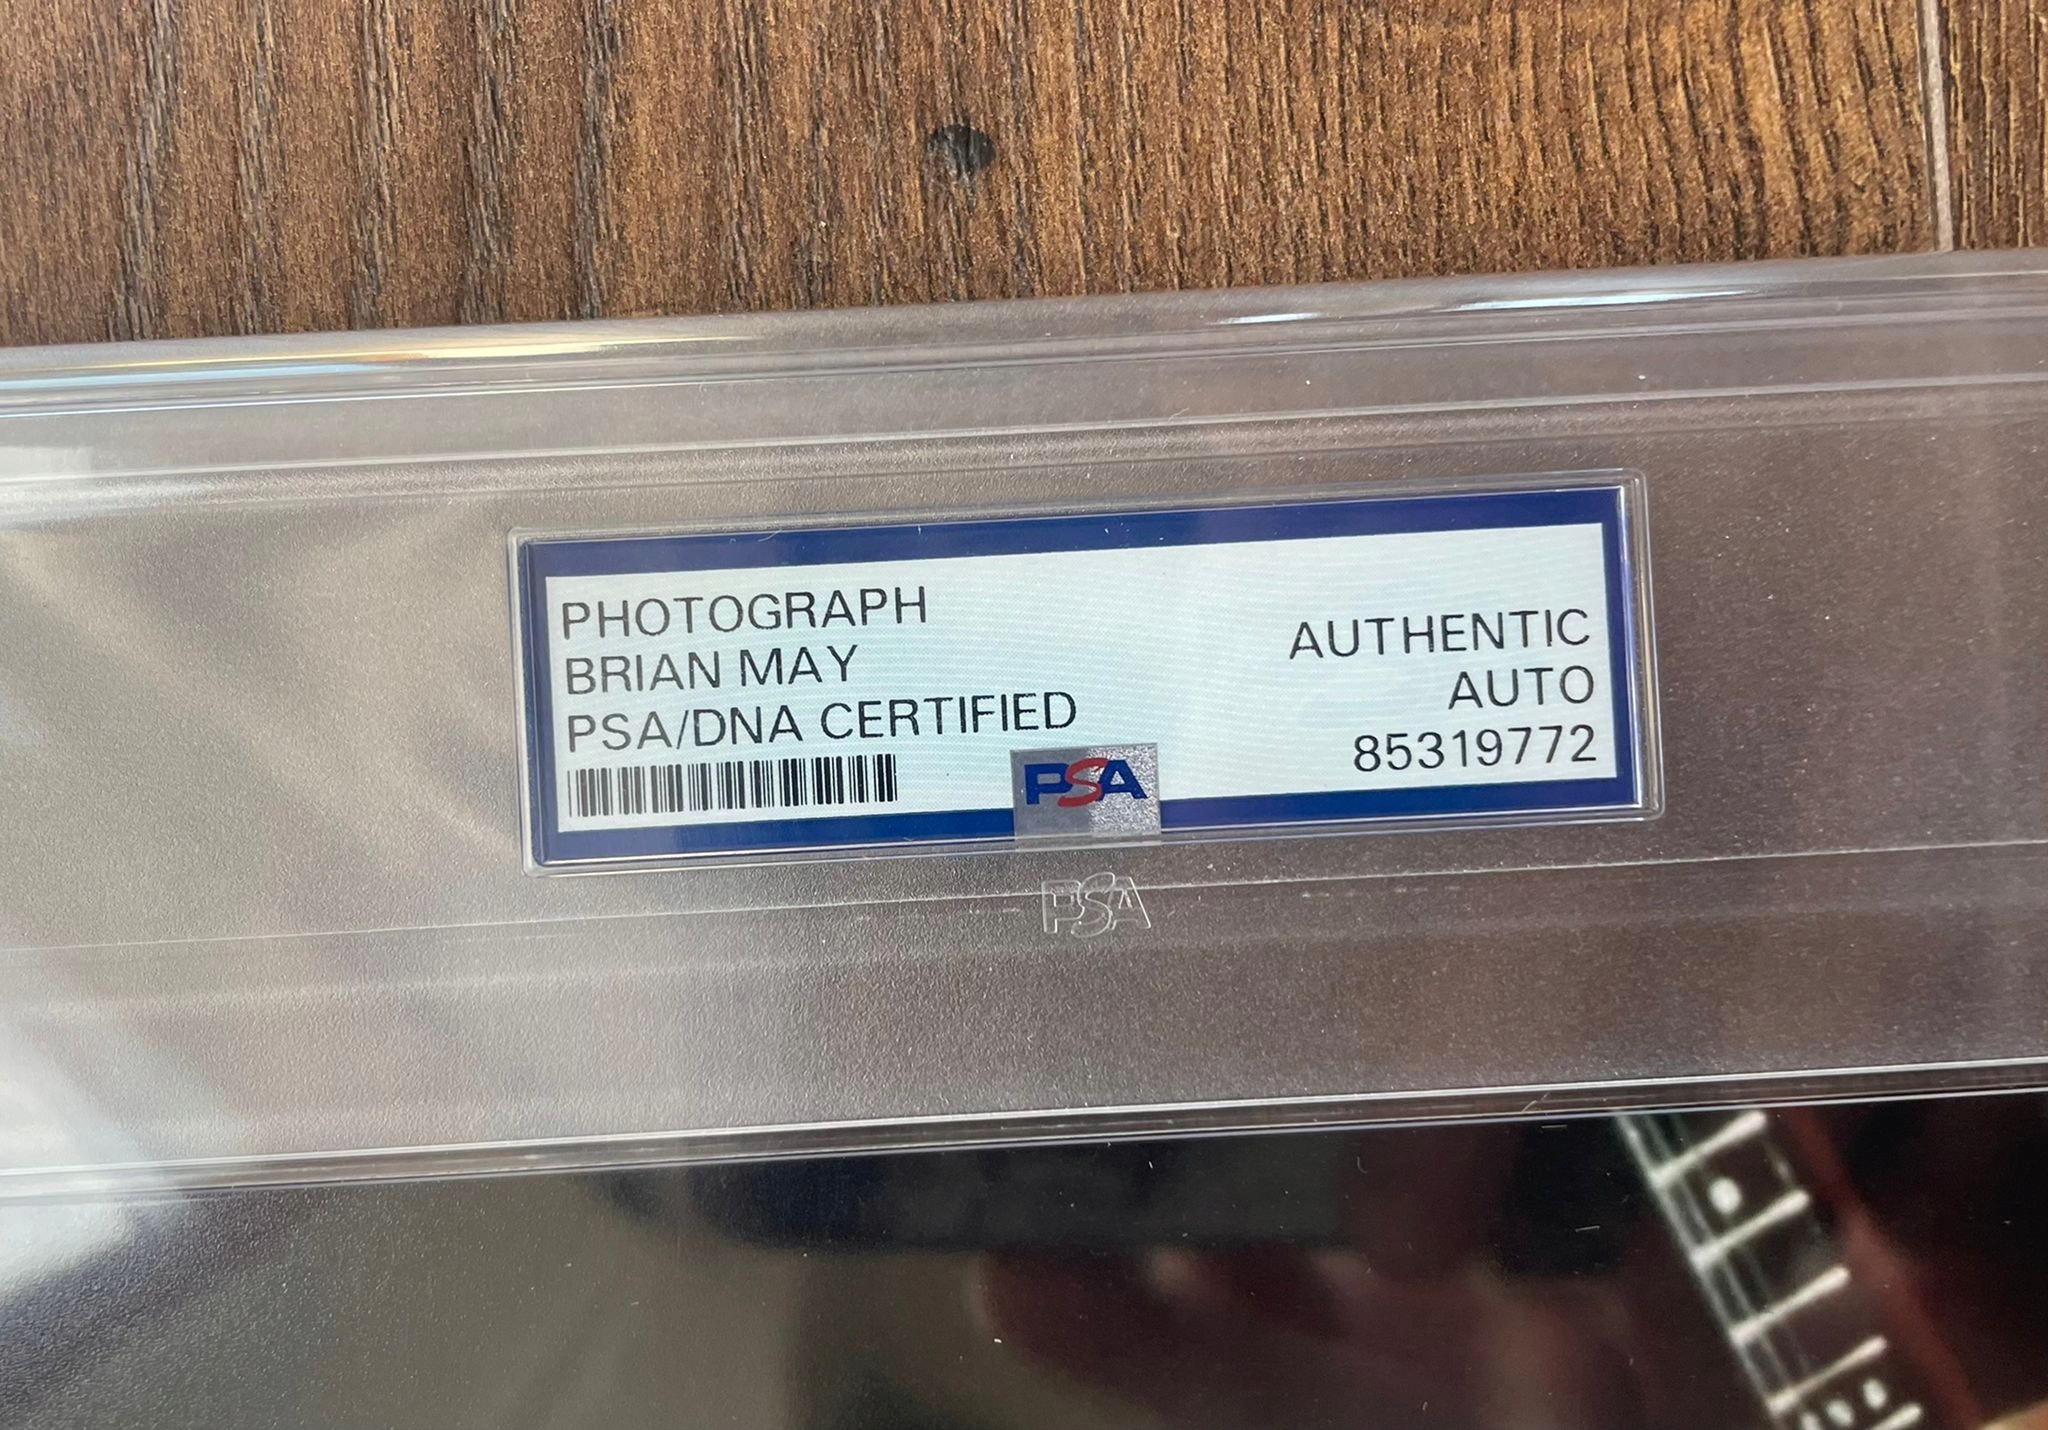 PHOTOGRAPH
BRIAN MAY
PSA/DNA CERTIFIED
AUTHENTIC
AUTO
85319772
PSA
PSA